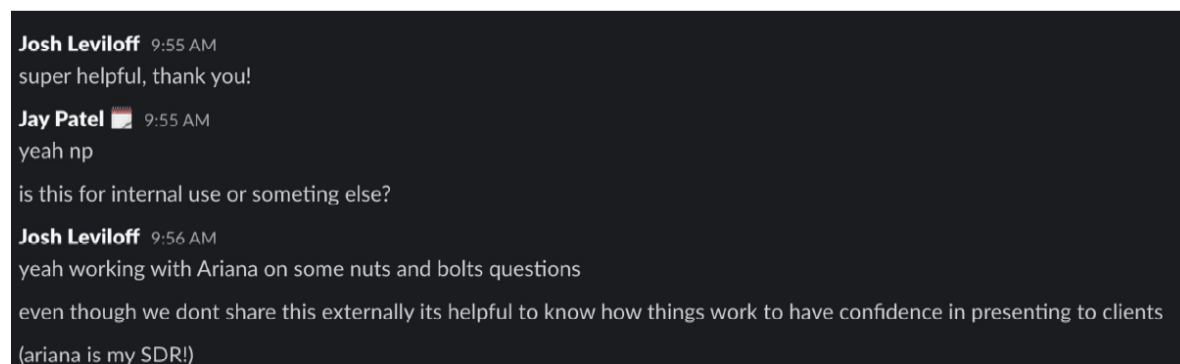 Josh Leviloff 9:55 AM
super helpful, thank you!
Jay Patel 9:55 AM
yeah np
is this for internal use or someting else?
Josh Leviloff 9:56 AM
yeah working with Ariana on some nuts and bolts questions
even though we dont share this externally its helpful to know how things work to have confidence in presenting to clients
(ariana is my SDR!)